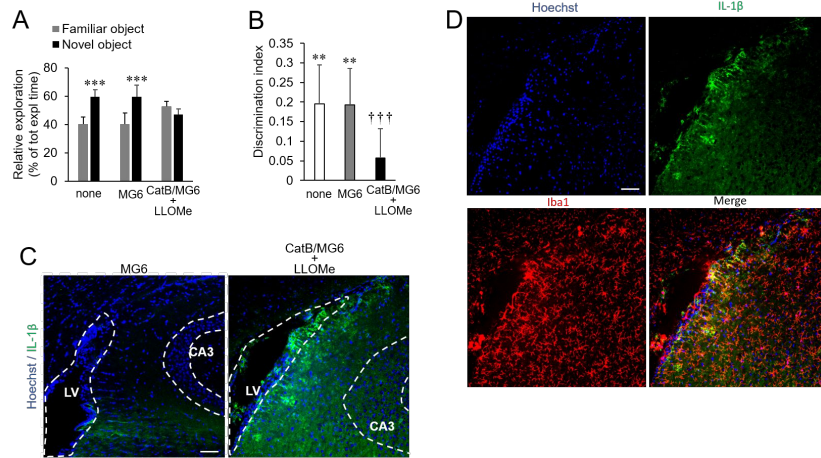 A
Familiar object
Novel object
Relative exploration
(% of tot expl time)
80
60
40
20
0
***
***
none
MG6
CatB/MG6
+
LLOMe
B
Discrimination index
0.35
0.3
0.25
0.2
0.15
0.1
0.05
0
**
**
†††
none
MG6
CatB/MG6
+
LLOMe
C
Hoechst / IL-1β
MG6
LV
CA3
CatB/MG6
+
LLOMe
LV
CA3
D
Hoechst
IL-1β
Iba1
Merge